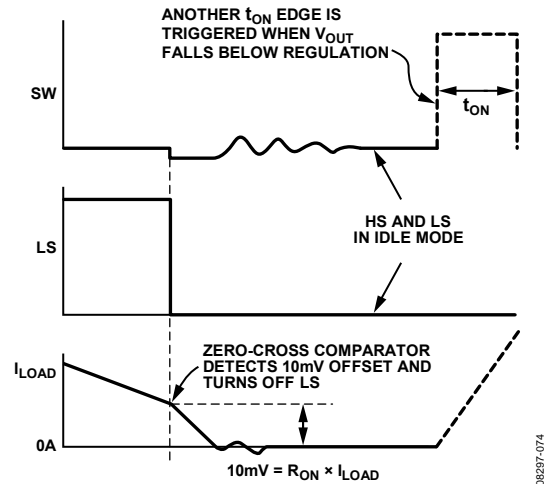 ANOTHER tON EDGE IS
TRIGGERED WHEN VOUT
FALLS BELOW REGULATION
SW
tON
HS AND LS
IN IDLE MODE
LS
ZERO-CROSS COMPARATOR
DETECTS 10mV OFFSET AND
TURNS OFF LS
ILOAD
0A
10mV = RON × ILOAD
08297-074